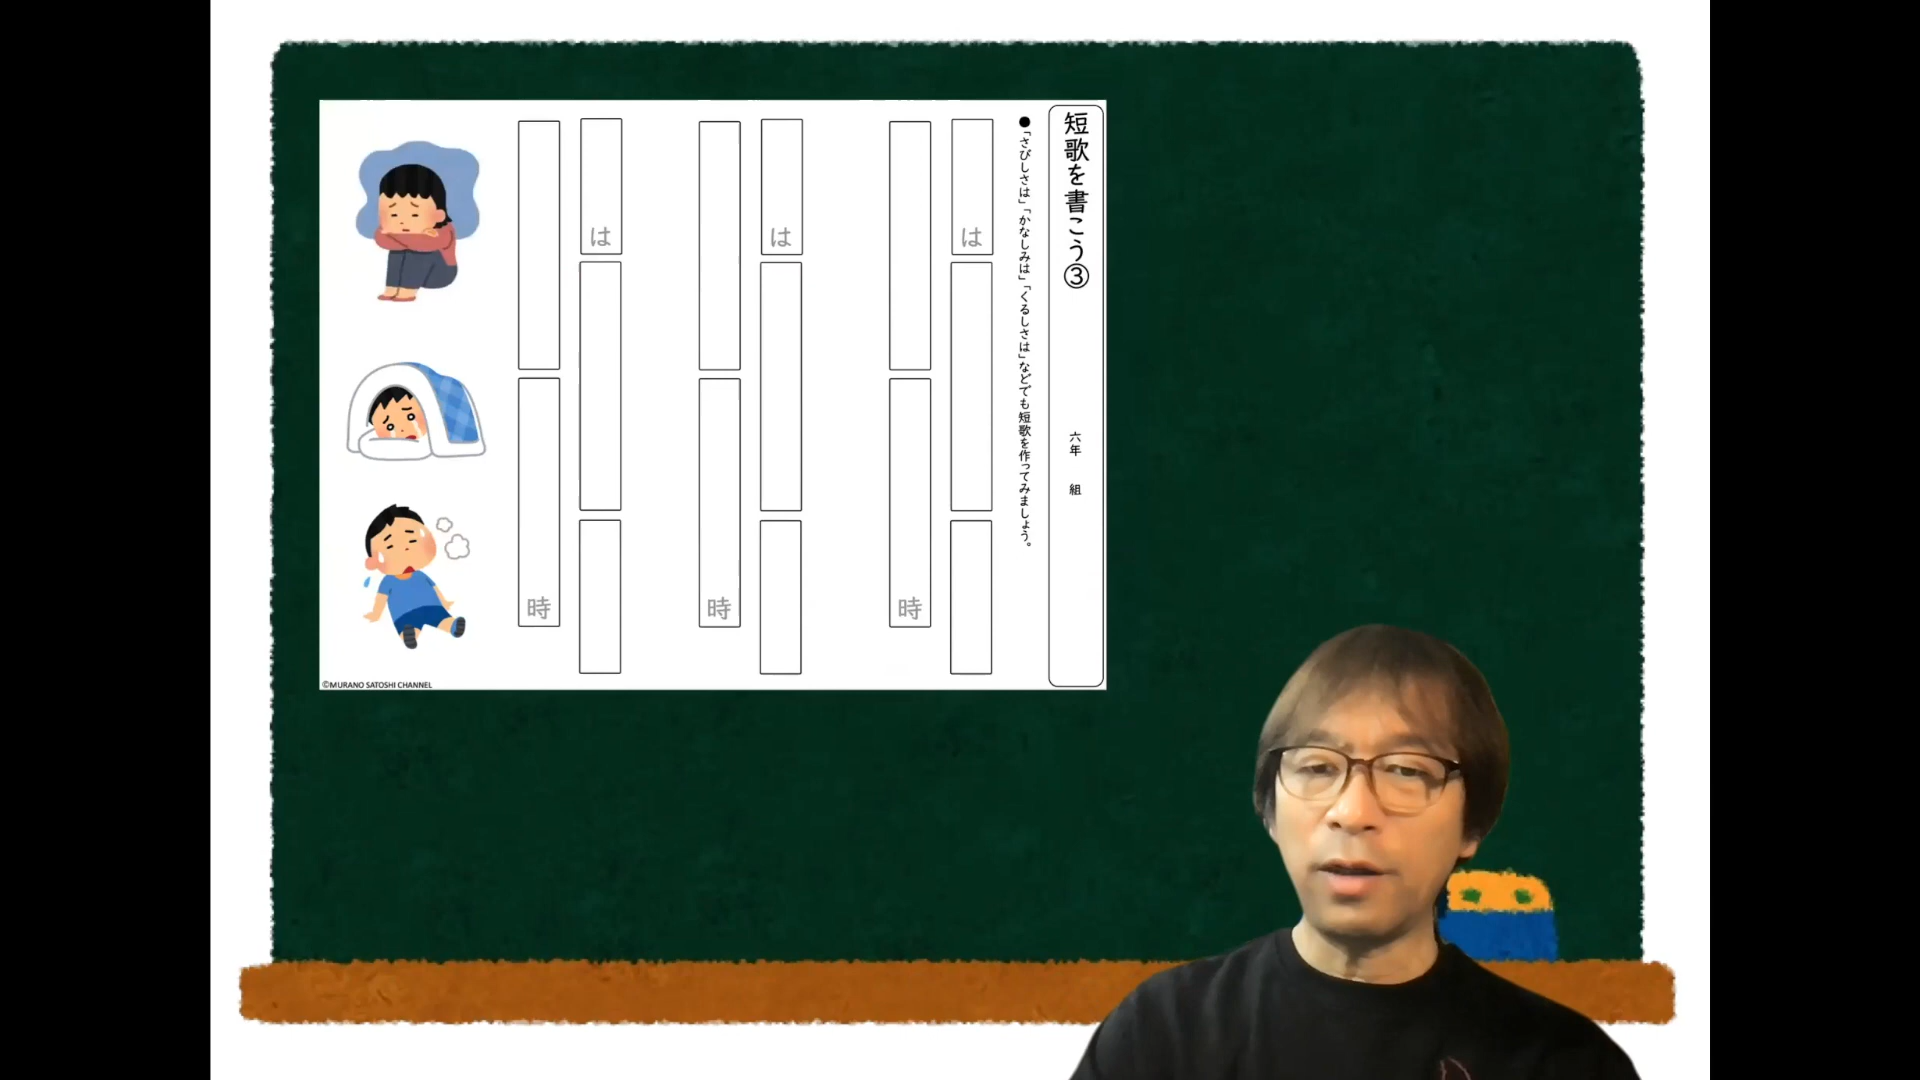 短歌を書こう③
六年　組
●「さびしさは」「かなしみは」「くるしさは」などでも短歌を作ってみましょう。
は
時
は
時
は
時
©MURANO SATOSHI CHANNEL